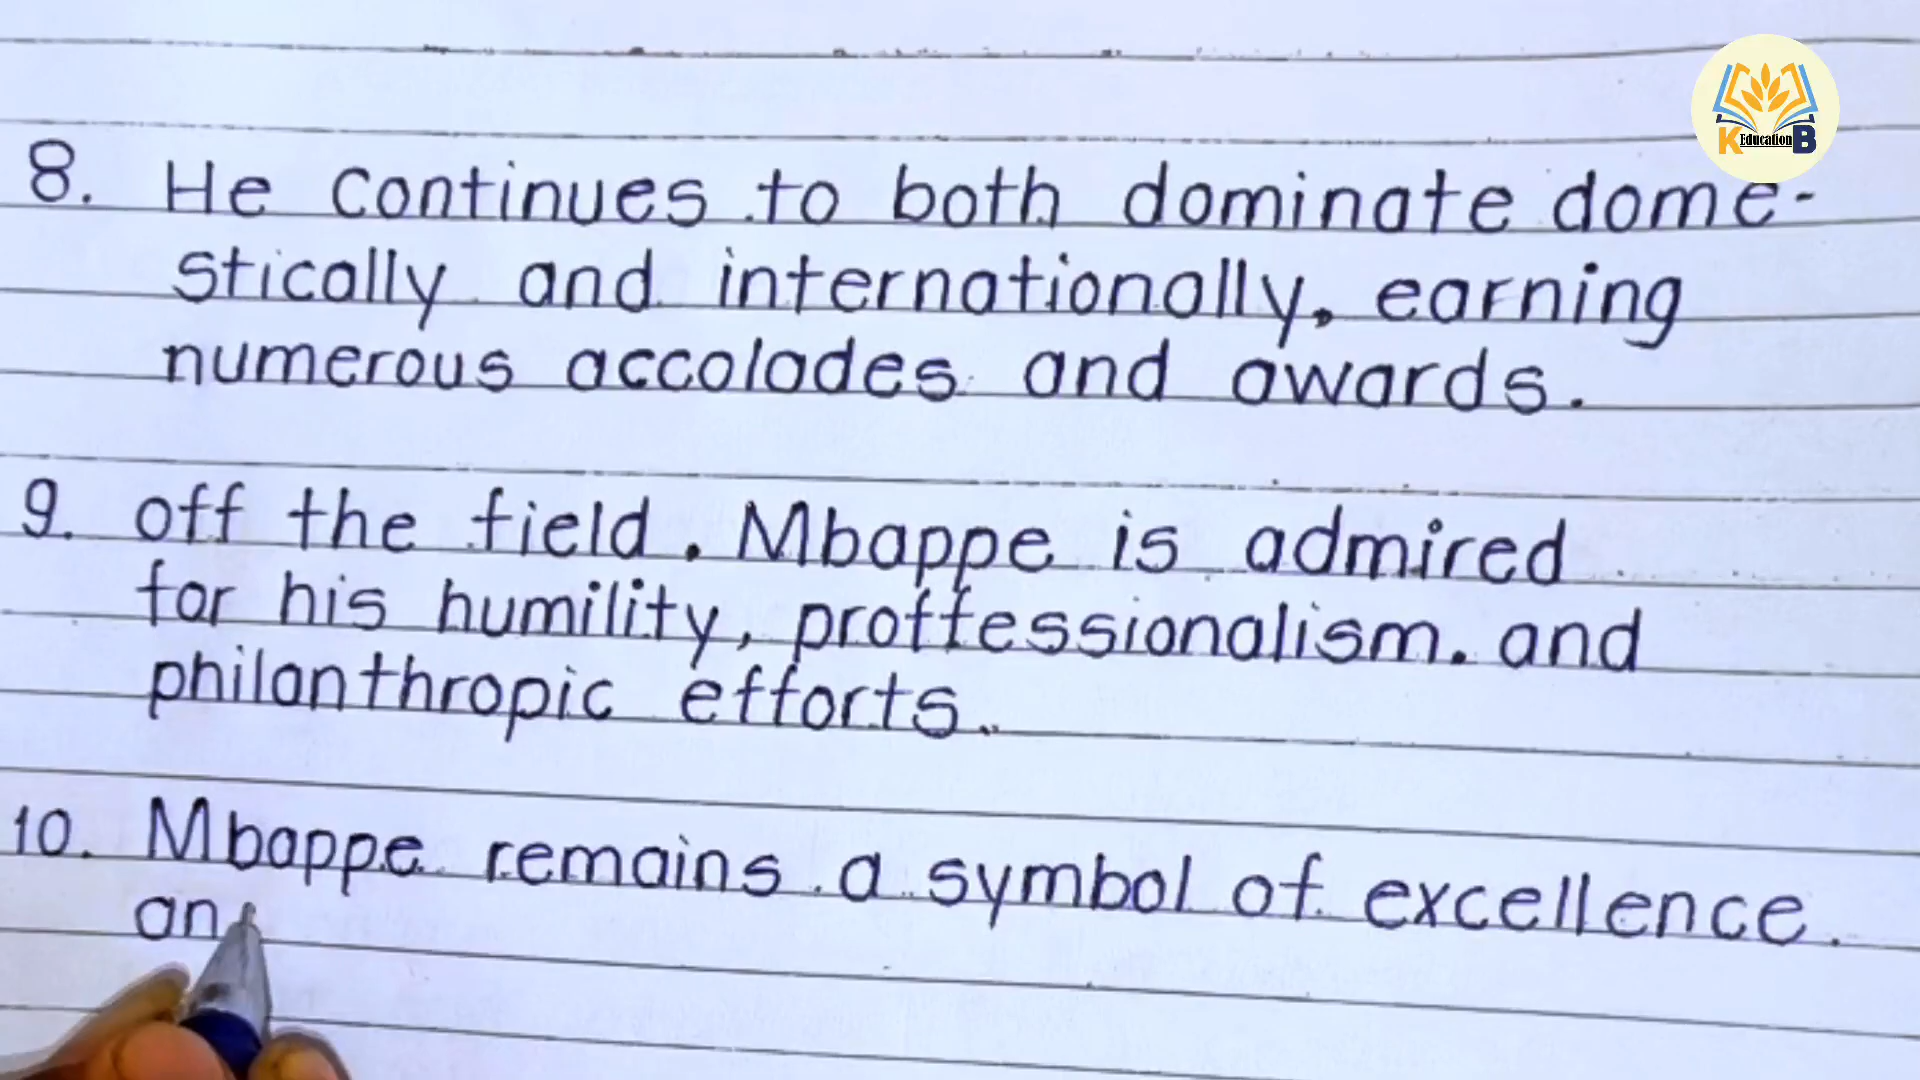 K Education B
8. He continues to both dominate dome-
stically and internationally, earning
numerous accolades and awards.
9. off the field. Mbappe is admired
for his humility, proffessionalism. and
philanthropic efforts.
10. Mbappe remains a symbol of excellence.
an